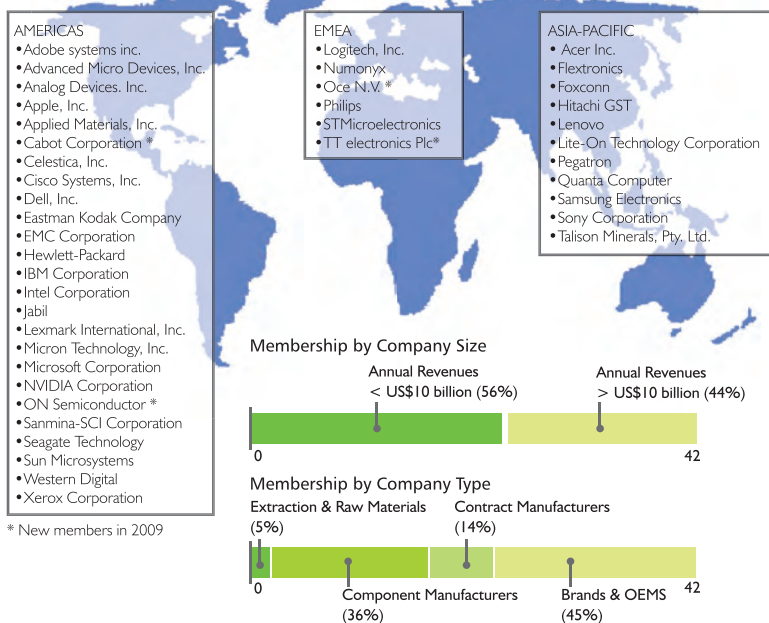 AMERICAS
•Adobe systems inc.
•Advanced Micro Devices, Inc.
•Analog Devices. Inc.
•Apple, Inc.
•Applied Materials, Inc.
•Cabot Corporation *
•Celestica, Inc.
•Cisco Systems, Inc.
•Dell, Inc.
•Eastman Kodak Company
•EMC Corporation
•Hewlett-Packard
•IBM Corporation
•Intel Corporation
•Jabil
•Lexmark International, Inc.
•Micron Technology, Inc.
•Microsoft Corporation
•NVIDIA Corporation
•ON Semiconductor *
•Sanmina-SCI Corporation
•Seagate Technology
•Sun Microsystems
•Western Digital
•Xerox Corporation
* New members in 2009
EMEA
•Logitech, Inc.
•Numonyx
•Oce N.V. *
•Philips
•STMicroelectronics
•TT electronics Plc*
ASIA-PACIFIC
• Acer Inc.
•Flextronics
•Foxconn
•Hitachi GST
•Lenovo
•Lite-On Technology Corporation
•Pegatron
•Quanta Computer
•Samsung Electronics
•Sony Corporation
•Talison Minerals, Pty. Ltd.
Membership by Company Size
Annual Revenues
< US$10 billion (56%)
Annual Revenues
> US$10 billion (44%)
0
42
Membership by Company Type
Extraction & Raw Materials
(5%)
Contract Manufacturers
(14%)
0
42
Component Manufacturers
(36%)
Brands & OEMS
(45%)